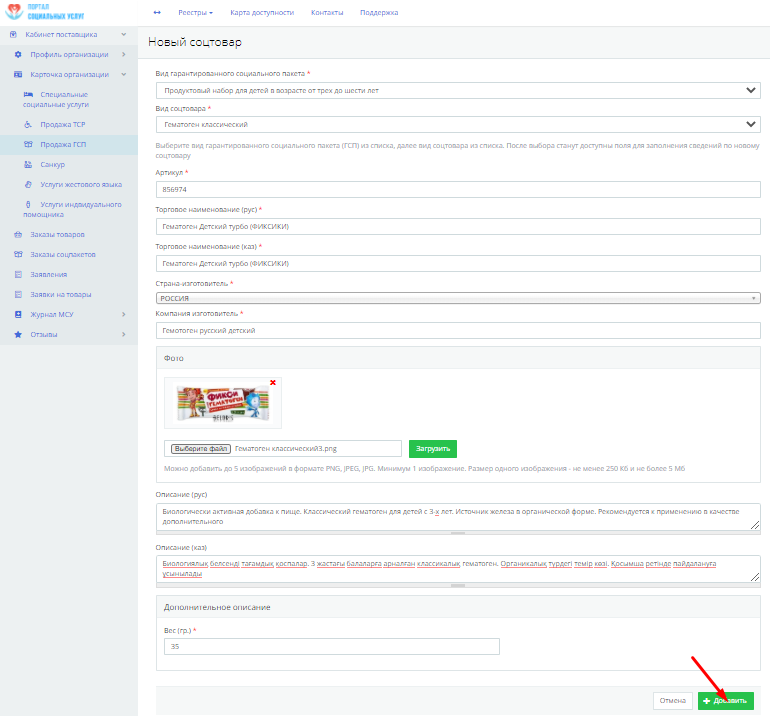 ПОРТАЛ
СОЦИАЛЬНЫХ УСЛУГ
Реестры
Карта доступности
Контакты
Поддержка
Кабинет поставщика
Профиль организации
Карточка организации
Специальные
социальные услуги
Продажа ТСР
Продажа ГСП
Санкур
Услуги жестового языка
Услуги индвидуального
помощника
Заказы товаров
Заказы соцпакетов
Заявления
Заявки на товары
Журнал МСУ
Отзывы
Новый соцтовар
Вид гарантированного социального пакета *
Продуктовый набор для детей в возрасте от трех до шести лет
Вид соцтовара *
Гематоген классический
Выберите вид гарантированного социального пакета (ГСП) из списка, далее вид соцтовара из списка. После выбора станут доступны поля для заполнения сведений по новому
соцтовару
Артикул *
856974
Торговое наименование (рус) *
Гематоген Детский турбо (ФИКСИКИ)
Торговое наименование (каз) *
Гематоген Детский турбо (ФИКСИКИ)
Страна-изготовитель *
РОССИЯ
Компания изготовитель *
Гемотоген русский детский
Фото
ФИКСИ
ГЕМАТОГЕН
Выберите файл Гематоген классический3.png
Загрузить
Можно добавить до 5 изображений в формате PNG, JPEG, JPG. Минимум 1 изображение. Размер одного изображения - не менее 250 Кб и не более 5 Мб
Описание (рус)
Биологически активная добавка к пище. Классический гематоген для детей с 3-х лет. Источник железа в органической форме. Рекомендуется к применению в качестве
дополнительного
Описание (каз)
Биологиялық белсенді тағамдық қоспалар. 3 жастағы балаларға арналған классикалық гематоген. Органикалық түрдегі темір көзі. Қосымша ретінде пайдалануға
ұсынылады
Дополнительное описание
Вес (гр.) *
35
Отмена
Добавить